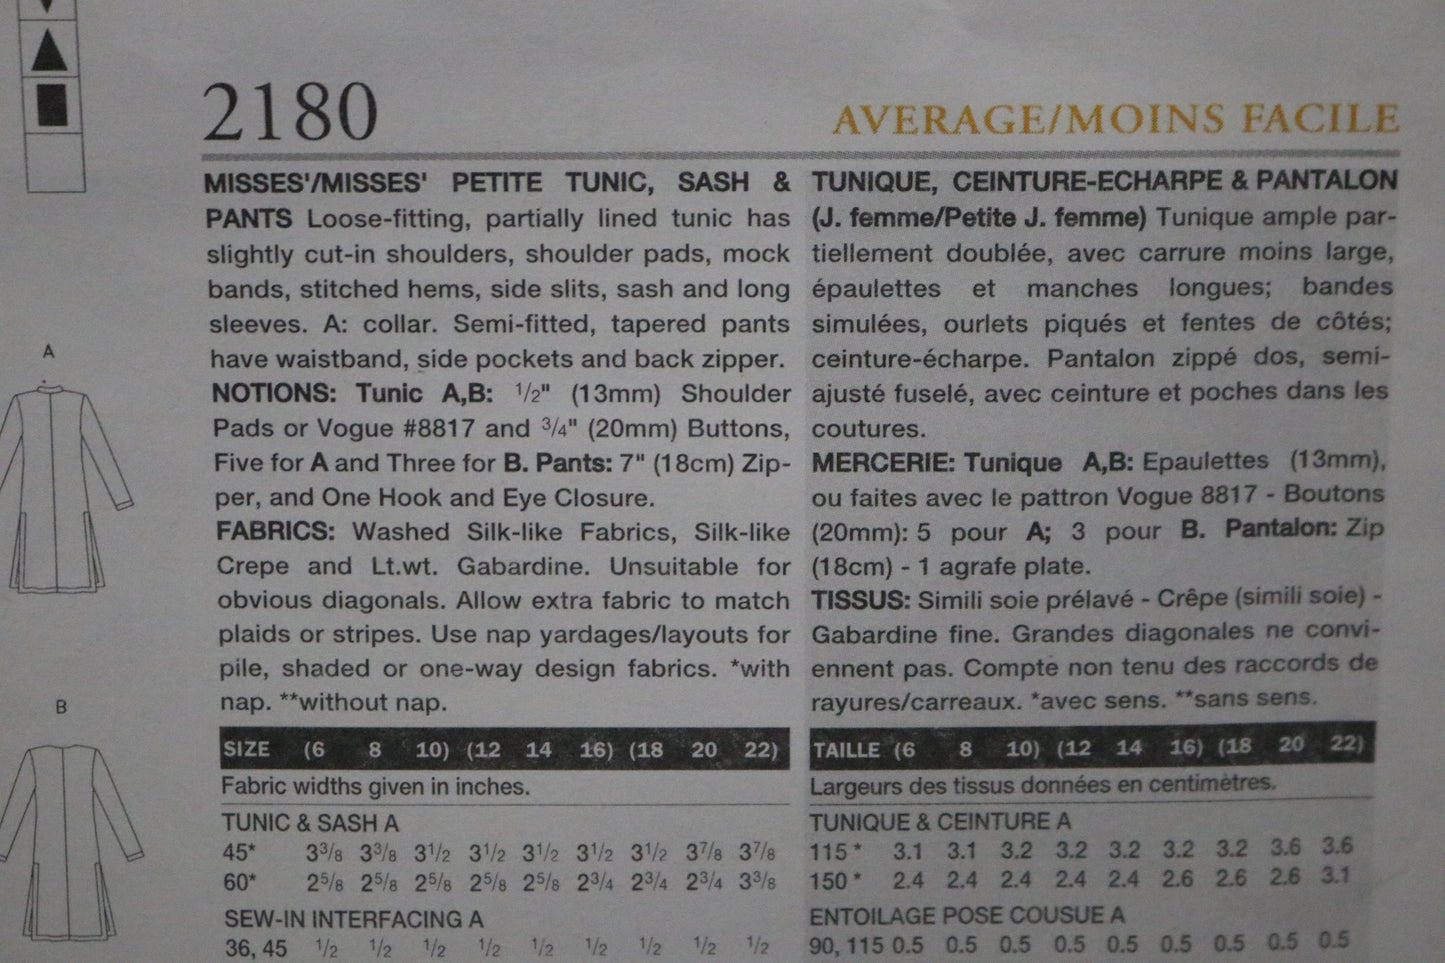 2180
AVERAGE/MOINS FACILE
MISSES'/MISSES' PETITE TUNIC, SASH &
PANTS Loose-fitting, partially lined tunic has
slightly cut-in shoulders, shoulder pads, mock
bands, stitched hems, side slits, sash and long
sleeves. A: collar. Semi-fitted, tapered pants
have waistband, side pockets and back zipper.
NOTIONS: Tunic A,B: 1/2" (13mm) Shoulder
Pads or Vogue #8817 and 3/4" (20mm) Buttons,
Five for A and Three for B. Pants: 7" (18cm) Zip-
per, and One Hook and Eye Closure.
FABRICS: Washed Silk-like Fabrics, Silk-like
Crepe and Lt.wt. Gabardine. Unsuitable for
obvious diagonals. Allow extra fabric to match
plaids or stripes. Use nap yardages/layouts for
pile, shaded or one-way design fabrics. *with
nap. **without nap.
SIZE (6 8 10) (12 14 16) (18 20 22)
Fabric widths given in inches.
TUNIC & SASH A
45* 3 3/8 3 3/8 3 1/2 3 1/2 3 1/2 3 1/2 3 1/2 3 7/8 3 7/8
60* 2 5/8 2 5/8 2 5/8 2 5/8 2 5/8 2 3/4 2 3/4 2 3/4 3 3/8
SEW-IN INTERFACING A
36, 45 1/2 1/2 1/2 1/2 1/2 1/2 1/2 1/2 1/2
TUNIQUE, CEINTURE-ECHARPE & PANTALON
(J. femme/Petite J. femme) Tunique ample par-
tiellement doublée, avec carrure moins large,
épaulettes et manches longues; bandes
simulées, ourlets piqués et fentes de côtés;
ceinture-écharpe. Pantalon zippé dos, semi-
ajusté fuselé, avec ceinture et poches dans les
coutures.
MERCERIE: Tunique A,B: Epaulettes (13mm),
ou faites avec le pattron Vogue 8817 - Boutons
(20mm): 5 pour A; 3 pour B. Pantalon: Zip
(18cm) - 1 agrafe plate.
TISSUS: Simili soie prélavé - Crêpe (simili soie) -
Gabardine fine. Grandes diagonales ne convi-
ennent pas. Compte non tenu des raccords de
rayures/carreaux. *avec sens. **sans sens.
TAILLE (6 8 10) (12 14 16) (18 20 22)
Largeurs des tissus données en centimètres.
TUNIQUE & CEINTURE A
115* 3.1 3.1 3.2 3.2 3.2 3.2 3.2 3.6 3.6
150* 2.4 2.4 2.4 2.4 2.4 2.6 2.6 2.6 3.1
ENTOILAGE POSE COUSUE A
90, 115 0.5 0.5 0.5 0.5 0.5 0.5 0.5 0.5 0.5
A
B